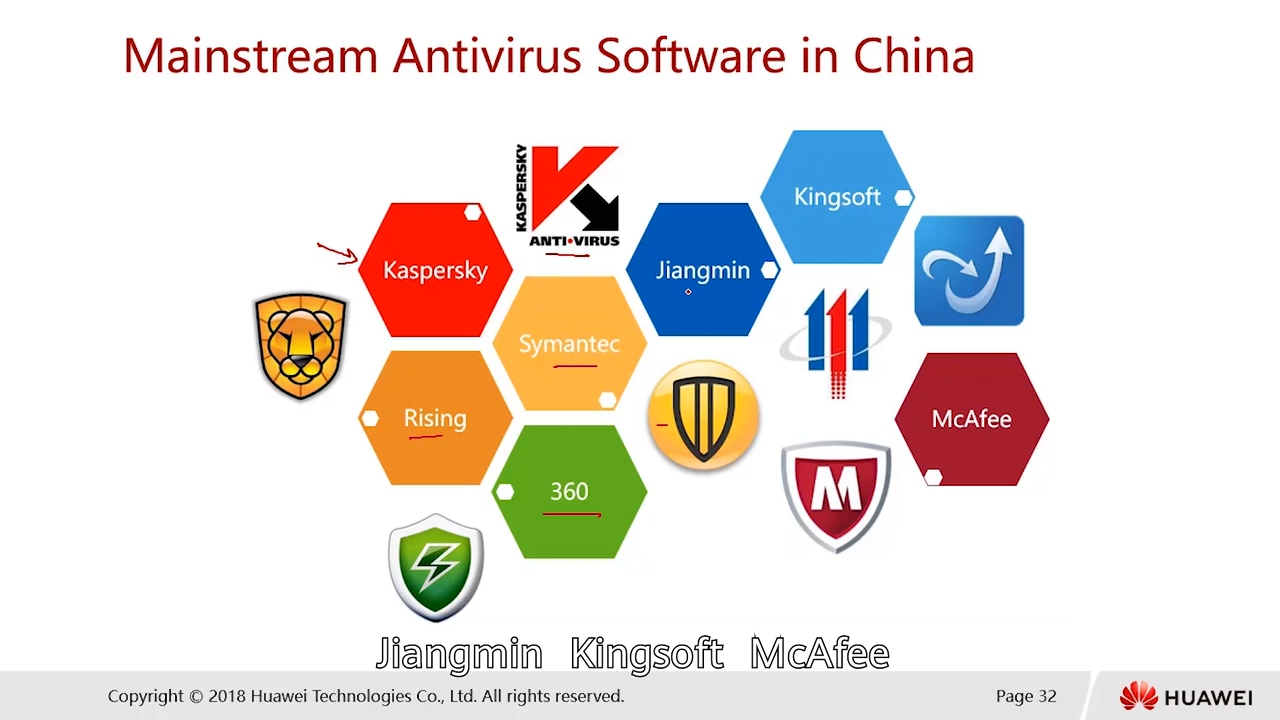 Mainstream Antivirus Software in China
Kingsoft
KASPERSKY
ANTI•VIRUS
Kaspersky
Jiangmin
Symantec
Rising
McAfee
M
360
Jiangmin Kingsoft McAfee
Copyright © 2018 Huawei Technologies Co., Ltd. All rights reserved.
Page 32
HUAWEI